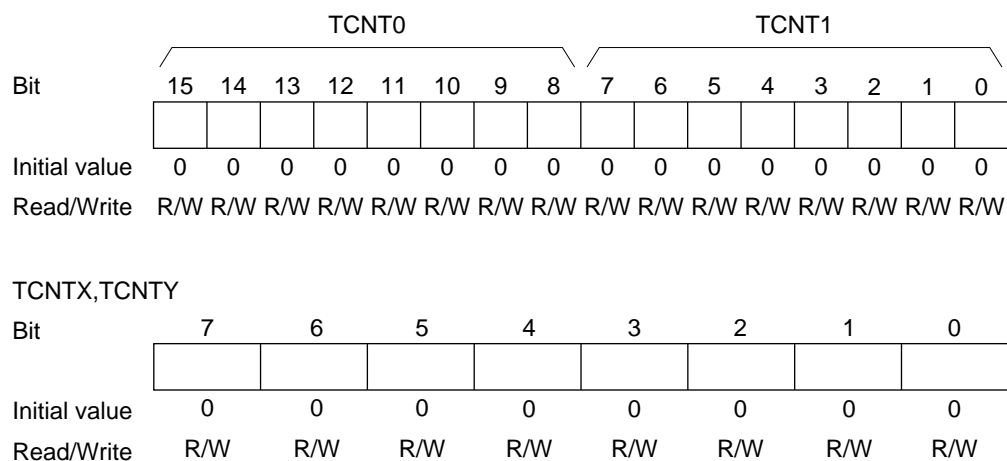 TCNT0 TCNT1
Bit 15 14 13 12 11 10 9 8 7 6 5 4 3 2 1 0
Initial value 0 0 0 0 0 0 0 0 0 0 0 0 0 0 0 0
Read/Write R/W R/W R/W R/W R/W R/W R/W R/W R/W R/W R/W R/W R/W R/W R/W R/W
TCNTX,TCNTY
Bit 7 6 5 4 3 2 1 0
Initial value 0 0 0 0 0 0 0 0
Read/Write R/W R/W R/W R/W R/W R/W R/W R/W